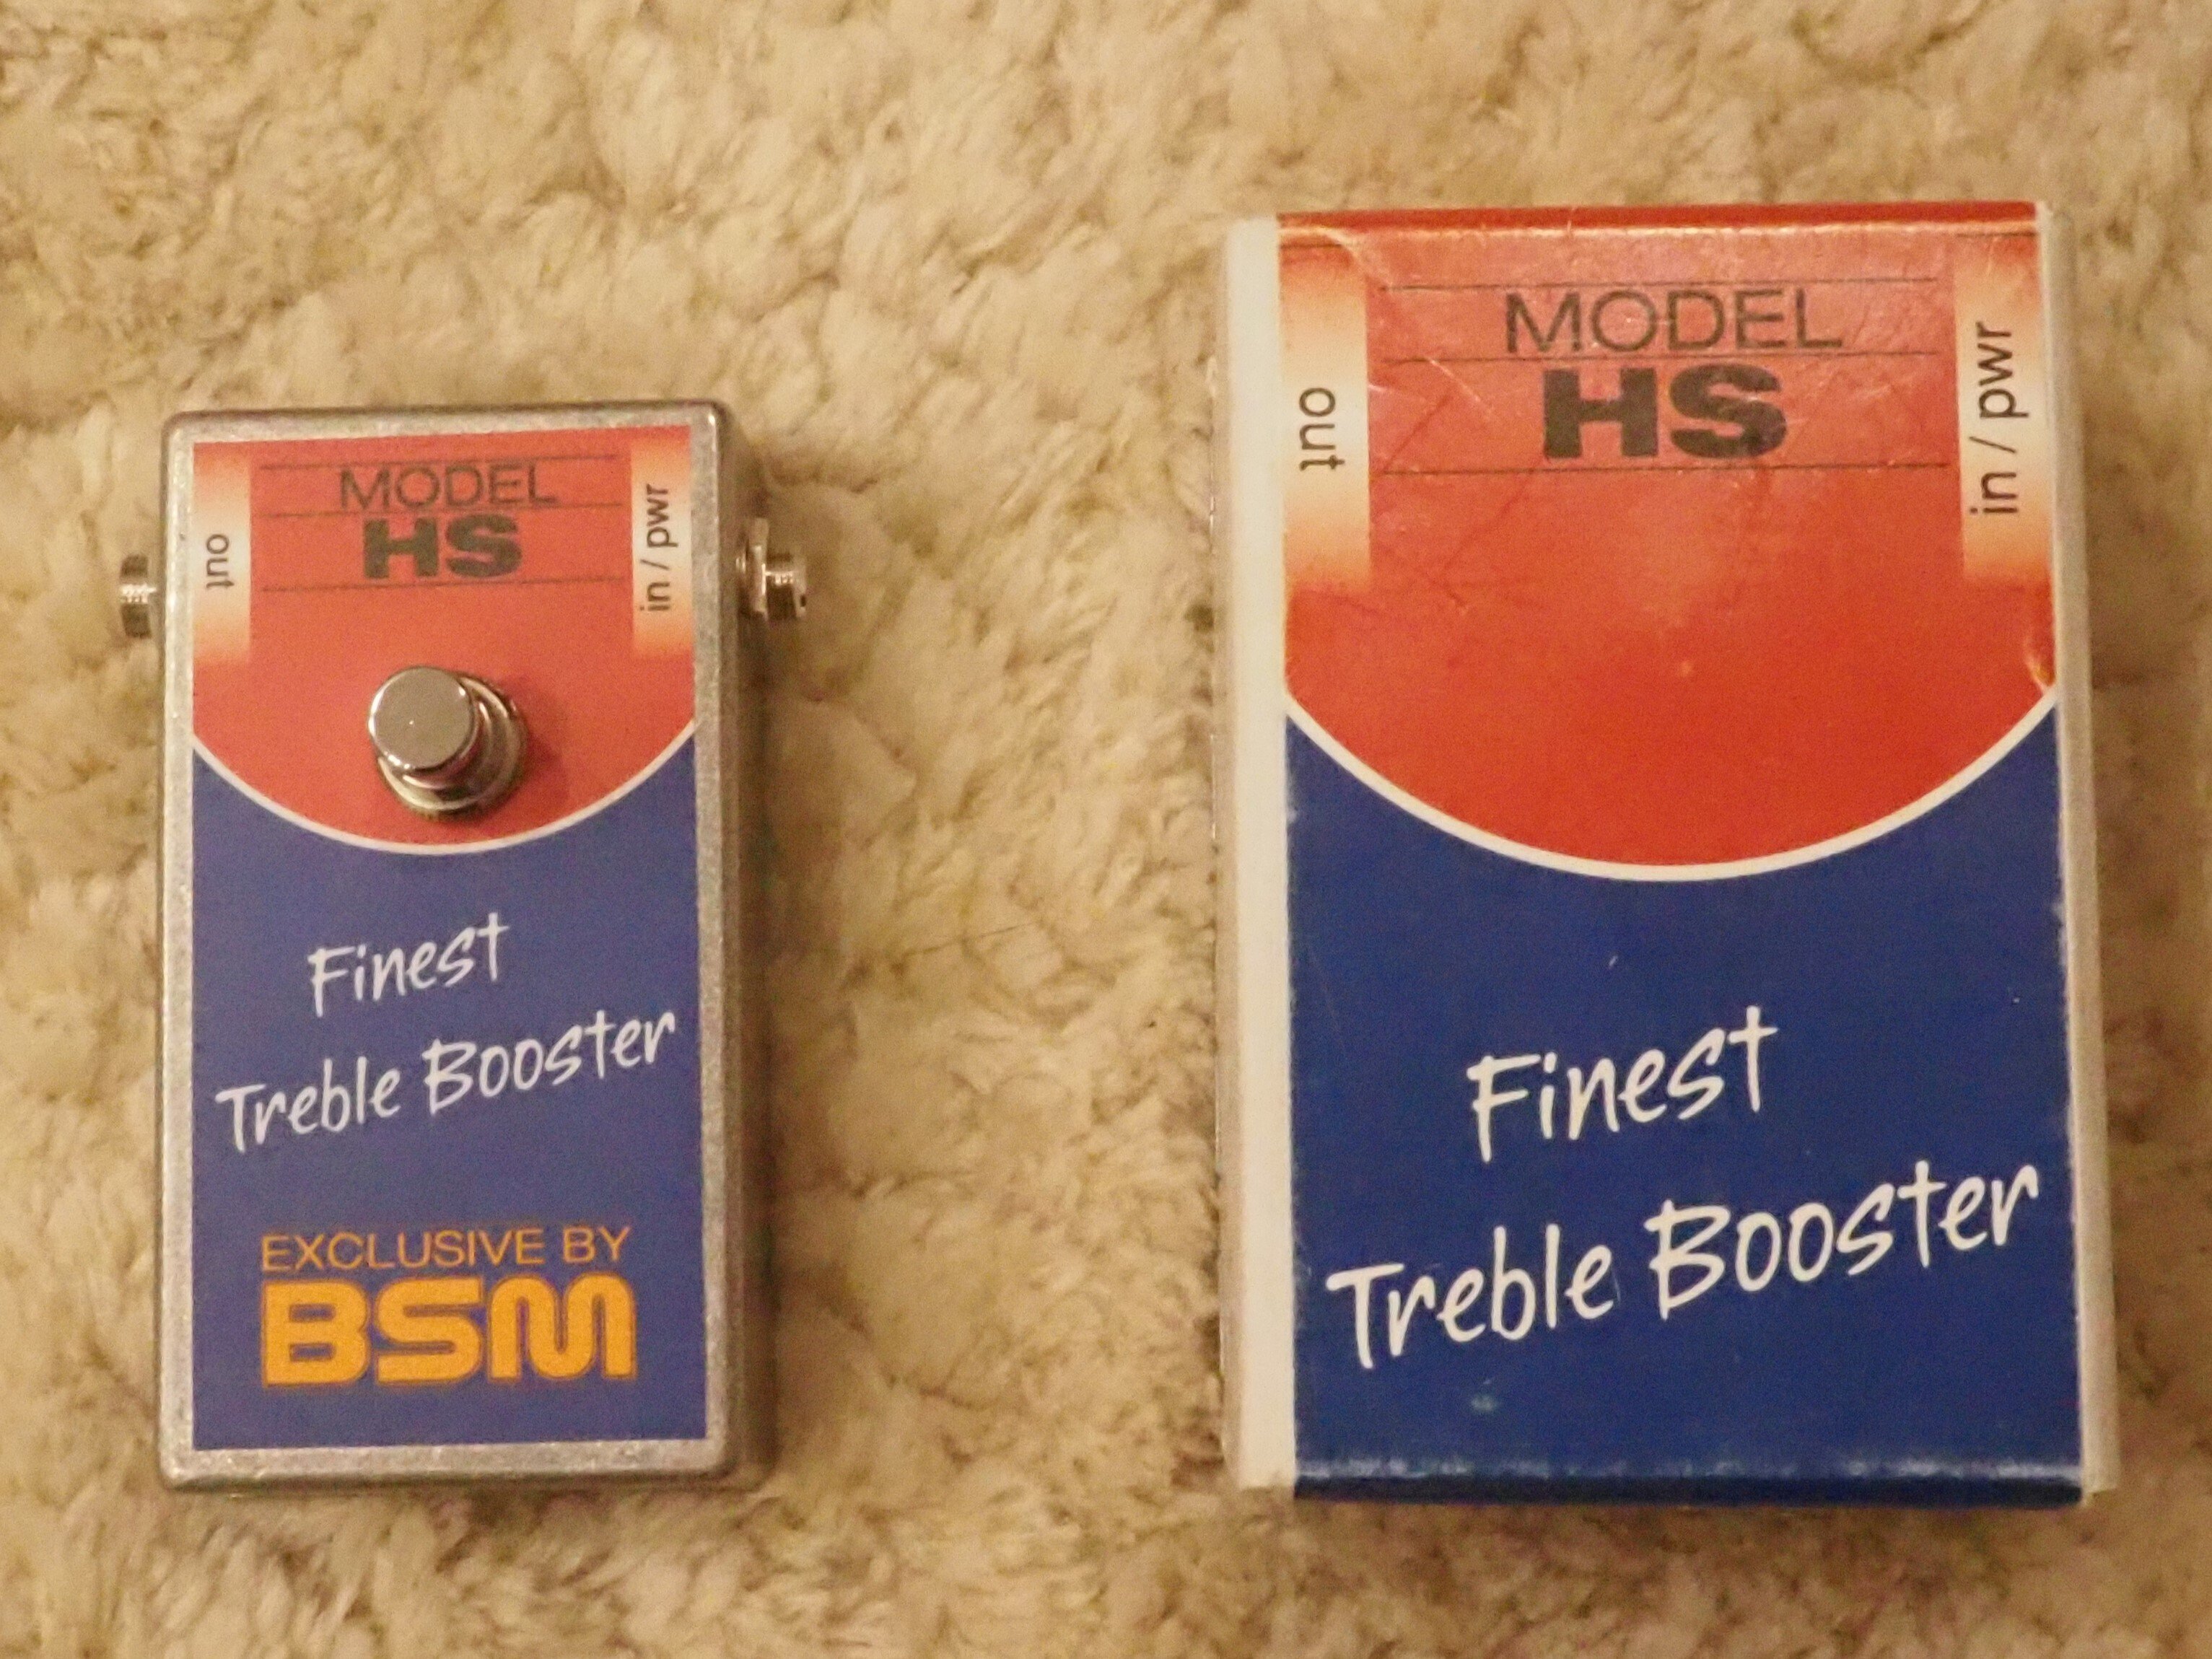 out
MODEL
HS
in / pwr
Finest
Treble Booster
EXCLUSIVE BY
BSM
out
MODEL
HS
in / pwr
Finest
Treble Booster